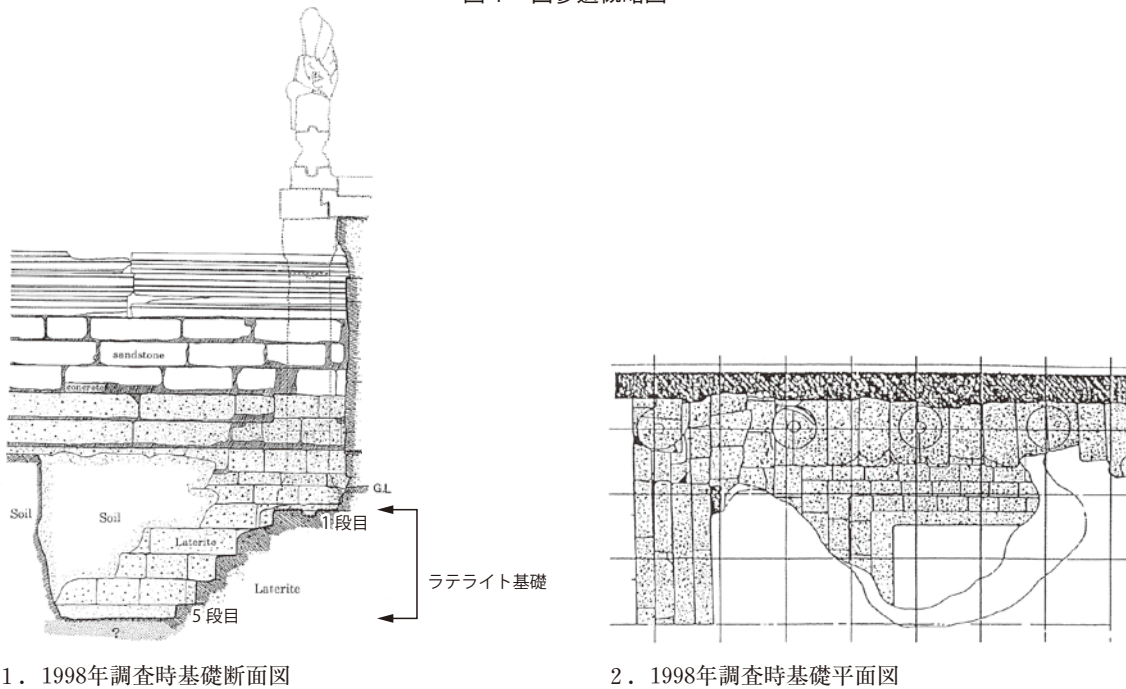 sandstone
concrete
Soil
Soil
G.L
1段目
Laterite
Laterite
ラテライト基礎
5段目
?
1．1998年調査時基礎断面図
2．1998年調査時基礎平面図